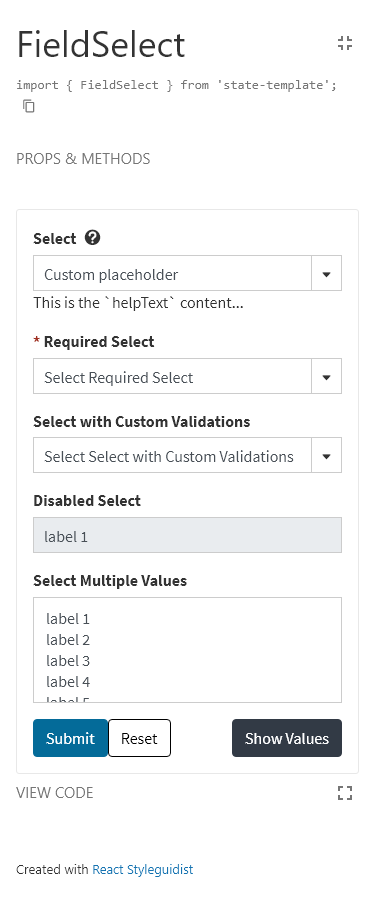 FieldSelect
import { FieldSelect } from 'state-template';
PROPS & METHODS
Select
Custom placeholder
This is the `helpText` content...
* Required Select
Select Required Select
Select with Custom Validations
Select Select with Custom Validations
Disabled Select
label 1
Select Multiple Values
label 1
label 2
label 3
label 4
label 5
Submit Reset Show Values
VIEW CODE
Created with React Styleguidist